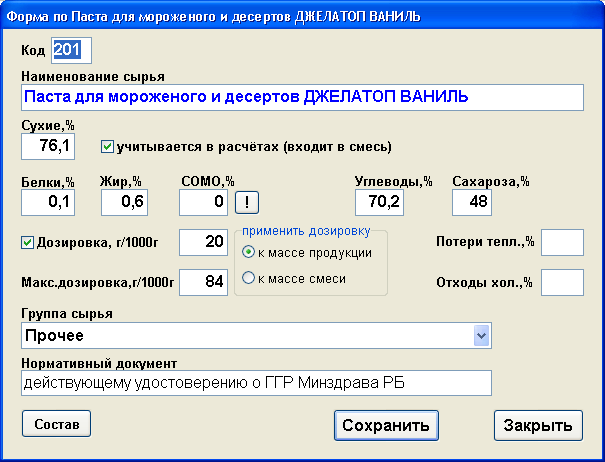 Форма по Паста для мороженого и десертов ДЖЕЛАТОП ВАНИЛЬ
Код 201
Наименование сырья
Паста для мороженого и десертов ДЖЕЛАТОП ВАНИЛЬ
Сухие,%
76,1 учитывается в расчётах (входит в смесь)
Белки,% Жир,% СОМО,% Углеводы,% Сахароза,%
0,1 0,6 0 ! 70,2 48
применить дозировку
Дозировка, г/1000г 20 к массе продукции Потери тепл.,%
Макс.дозировка,г/1000г 84 к массе смеси Отходы хол.,%
Группа сырья
Прочее
Нормативный документ
действующему удостоверению о ГГР Минздрава РБ
Состав Сохранить Закрыть